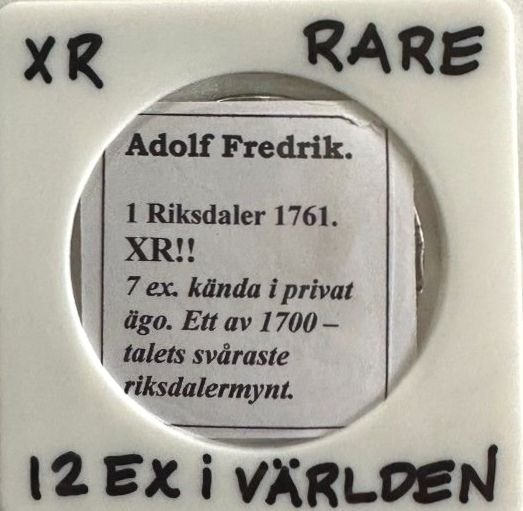 XR RARE
Adolf Fredrik.
1 Riksdaler 1761.
XR!!
7 ex. kända i privat
ägo. Ett av 1700 –
talets svåraste
riksdalermynt.
12 EX i VÄRLDEN